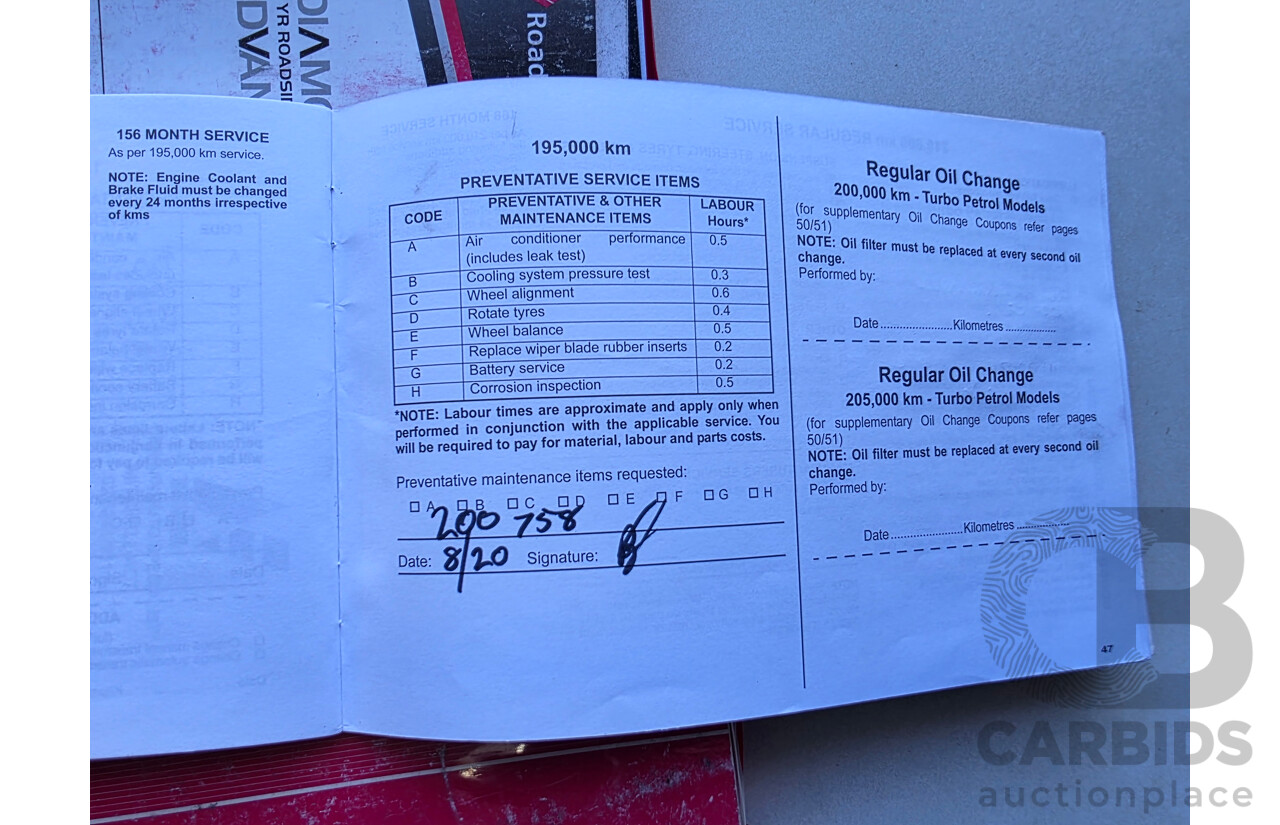 DIAMO
YR ROADSI
DVAN
Road
156 MONTH SERVICE
As per 195,000 km service.
NOTE: Engine Coolant and
Brake Fluid must be changed
every 24 months irrespective
of kms
195,000 km
PREVENTATIVE SERVICE ITEMS
CODE PREVENTATIVE & OTHER MAINTENANCE ITEMS LABOUR Hours*
A Air conditioner performance 0.5
(includes leak test)
B Cooling system pressure test 0.3
C Wheel alignment 0.6
D Rotate tyres 0.4
E Wheel balance 0.5
F Replace wiper blade rubber inserts 0.2
G Battery service 0.2
H Corrosion inspection 0.5
*NOTE: Labour times are approximate and apply only when
performed in conjunction with the applicable service. You
will be required to pay for material, labour and parts costs.
Preventative maintenance items requested:
☐ A ☐ B ☐ C ☐ D ☐ E ☐ F ☐ G ☐ H
200 758
Date: 8/20 Signature:
Regular Oil Change
200,000 km - Turbo Petrol Models
(for supplementary Oil Change Coupons refer pages
50/51)
NOTE: Oil filter must be replaced at every second oil
change.
Performed by:
Date.......................Kilometres ................
Regular Oil Change
205,000 km - Turbo Petrol Models
(for supplementary Oil Change Coupons refer pages
50/51)
NOTE: Oil filter must be replaced at every second oil
change.
Performed by:
Date.......................Kilometres ................
47
CB
CARBIDS
auctionplace